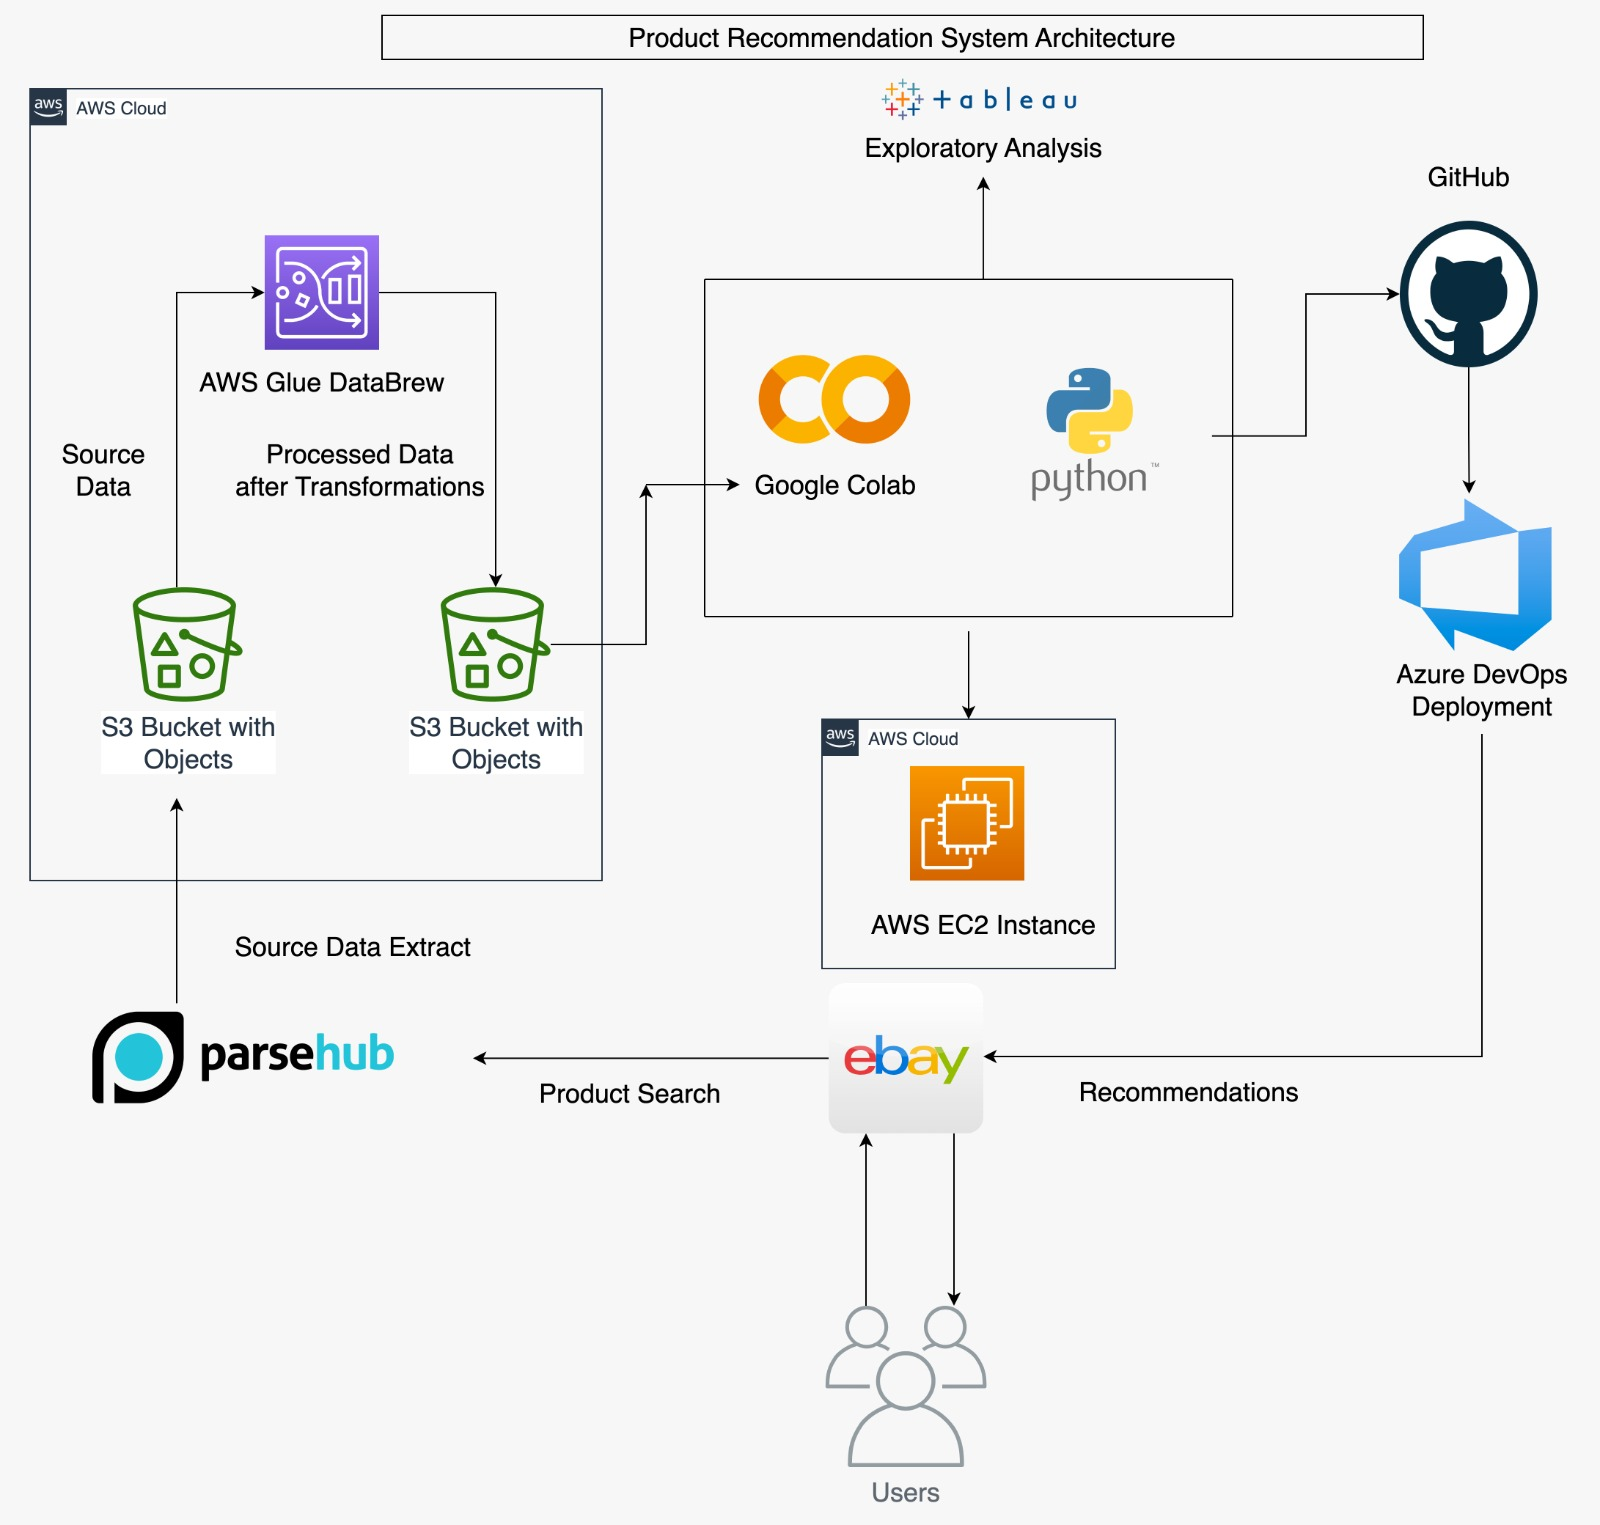 Product Recommendation System Architecture
aws
AWS Cloud
+ableau
Exploratory Analysis
GitHub
AWS Glue DataBrew
Source
Data
Processed Data
after Transformations
Google Colab
python™
S3 Bucket with
Objects
S3 Bucket with
Objects
Azure DevOps
Deployment
aws
AWS Cloud
AWS EC2 Instance
Source Data Extract
parsehub
ebay
Product Search
Recommendations
Users